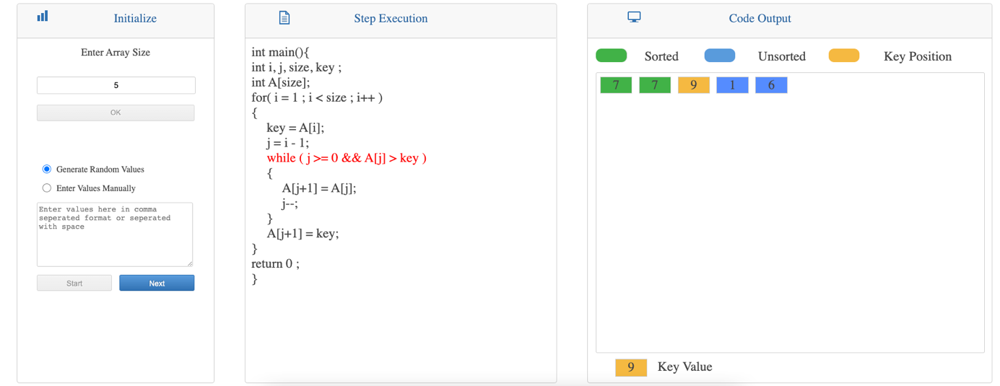 Initialize
Enter Array Size
5
OK
Generate Random Values
Enter Values Manually
Enter values here in comma
seperated format or seperated
with space
Start Next
Step Execution
int main(){
int i, j, size, key ;
int A[size];
for( i = 1 ; i < size ; i++ )
{
key = A[i];
j = i - 1;
while ( j >= 0 && A[j] > key )
{
A[j+1] = A[j];
j--;
}
A[j+1] = key;
}
return 0 ;
}
Code Output
Sorted Unsorted Key Position
7 7 9 1 6
9 Key Value